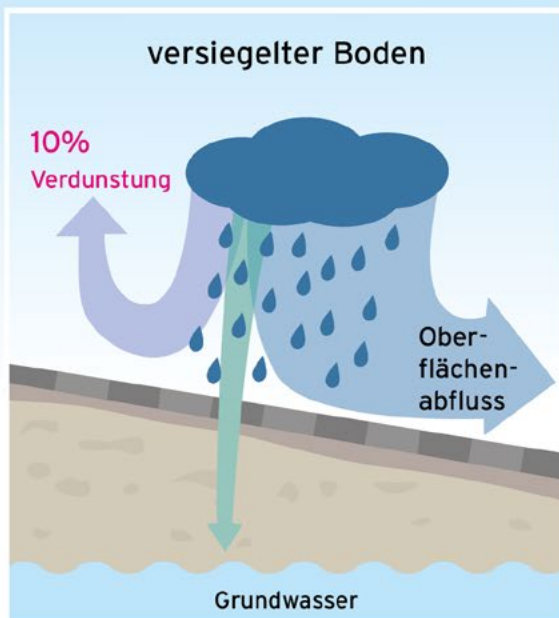 versiegelter Boden
10%
Verdunstung
Ober-
flächen-
abfluss
Grundwasser